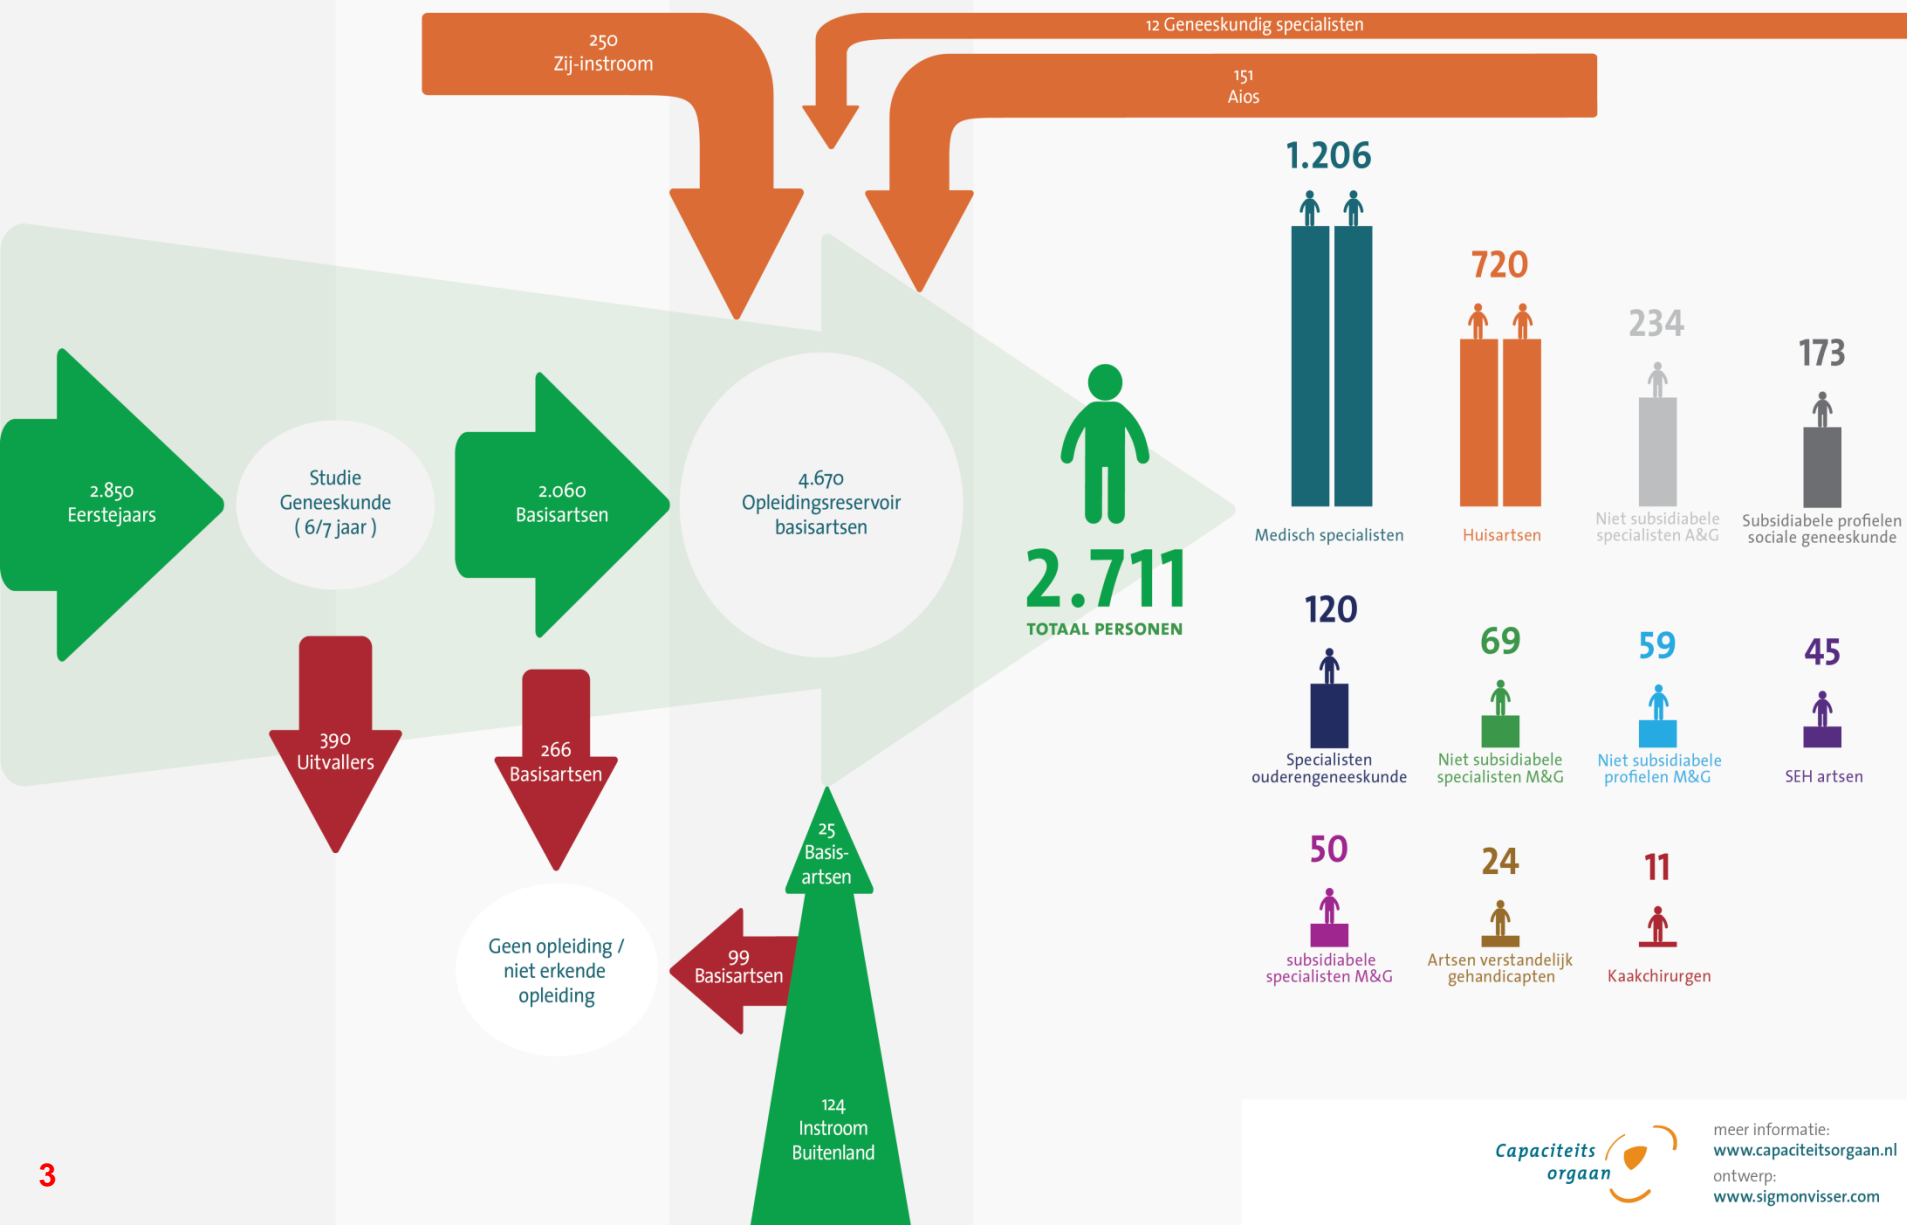 12 Geneeskundig specialisten
250
Zij-instroom
151
Aios
1.206
Medisch specialisten
720
Huisartsen
234
Niet subsidiabele
specialisten A&G
173
Subsidiabele profielen
sociale geneeskunde
2.850
Eerstejaars
Studie
Geneeskunde
( 6/7 jaar )
2.060
Basisartsen
4.670
Opleidingsreservoir
basisartsen
2.711
TOTAAL PERSONEN
120
Specialisten
ouderengeneeskunde
69
Niet subsidiabele
specialisten M&G
59
Niet subsidiabele
profielen M&G
45
SEH artsen
390
Uitvallers
266
Basisartsen
25
Basis-
artsen
50
subsidiabele
specialisten M&G
24
Artsen verstandelijk
gehandicapten
11
Kaakchirurgen
Geen opleiding /
niet erkende
opleiding
99
Basisartsen
124
Instroom
Buitenland
3
Capaciteits
orgaan
meer informatie:
www.capaciteitsorgaan.nl
ontwerp:
www.sigmonvisser.com